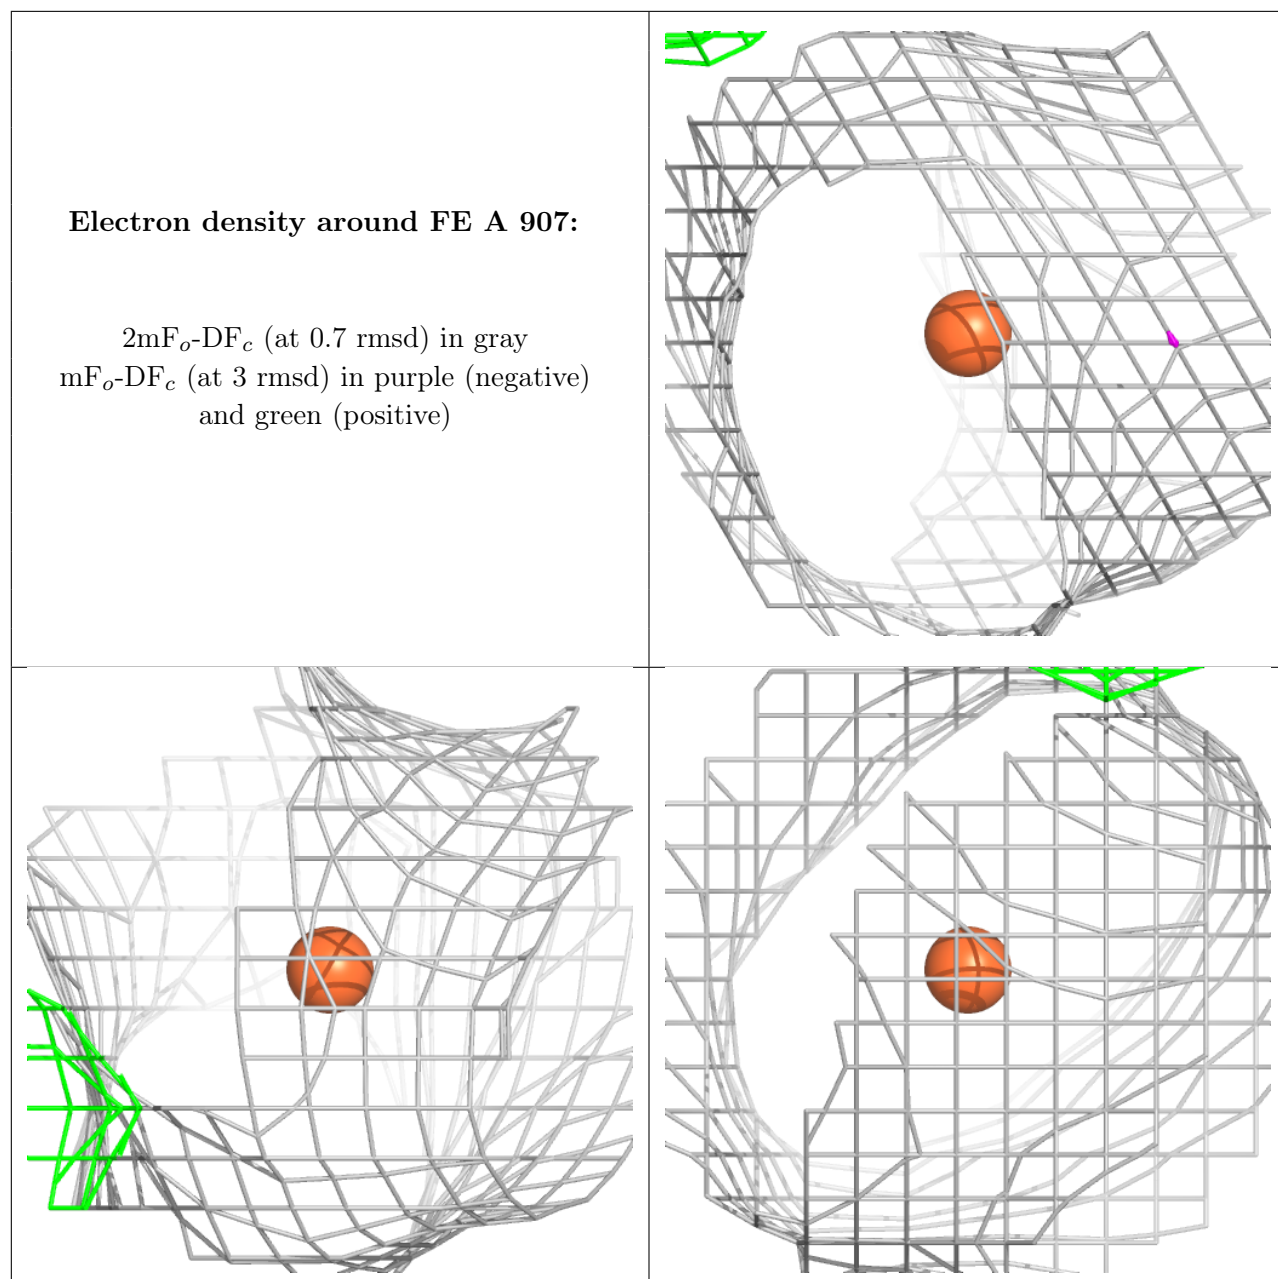 Electron density around FE A 907:
2mFₒ-DF𝒸 (at 0.7 rmsd) in gray
mFₒ-DF𝒸 (at 3 rmsd) in purple (negative)
and green (positive)